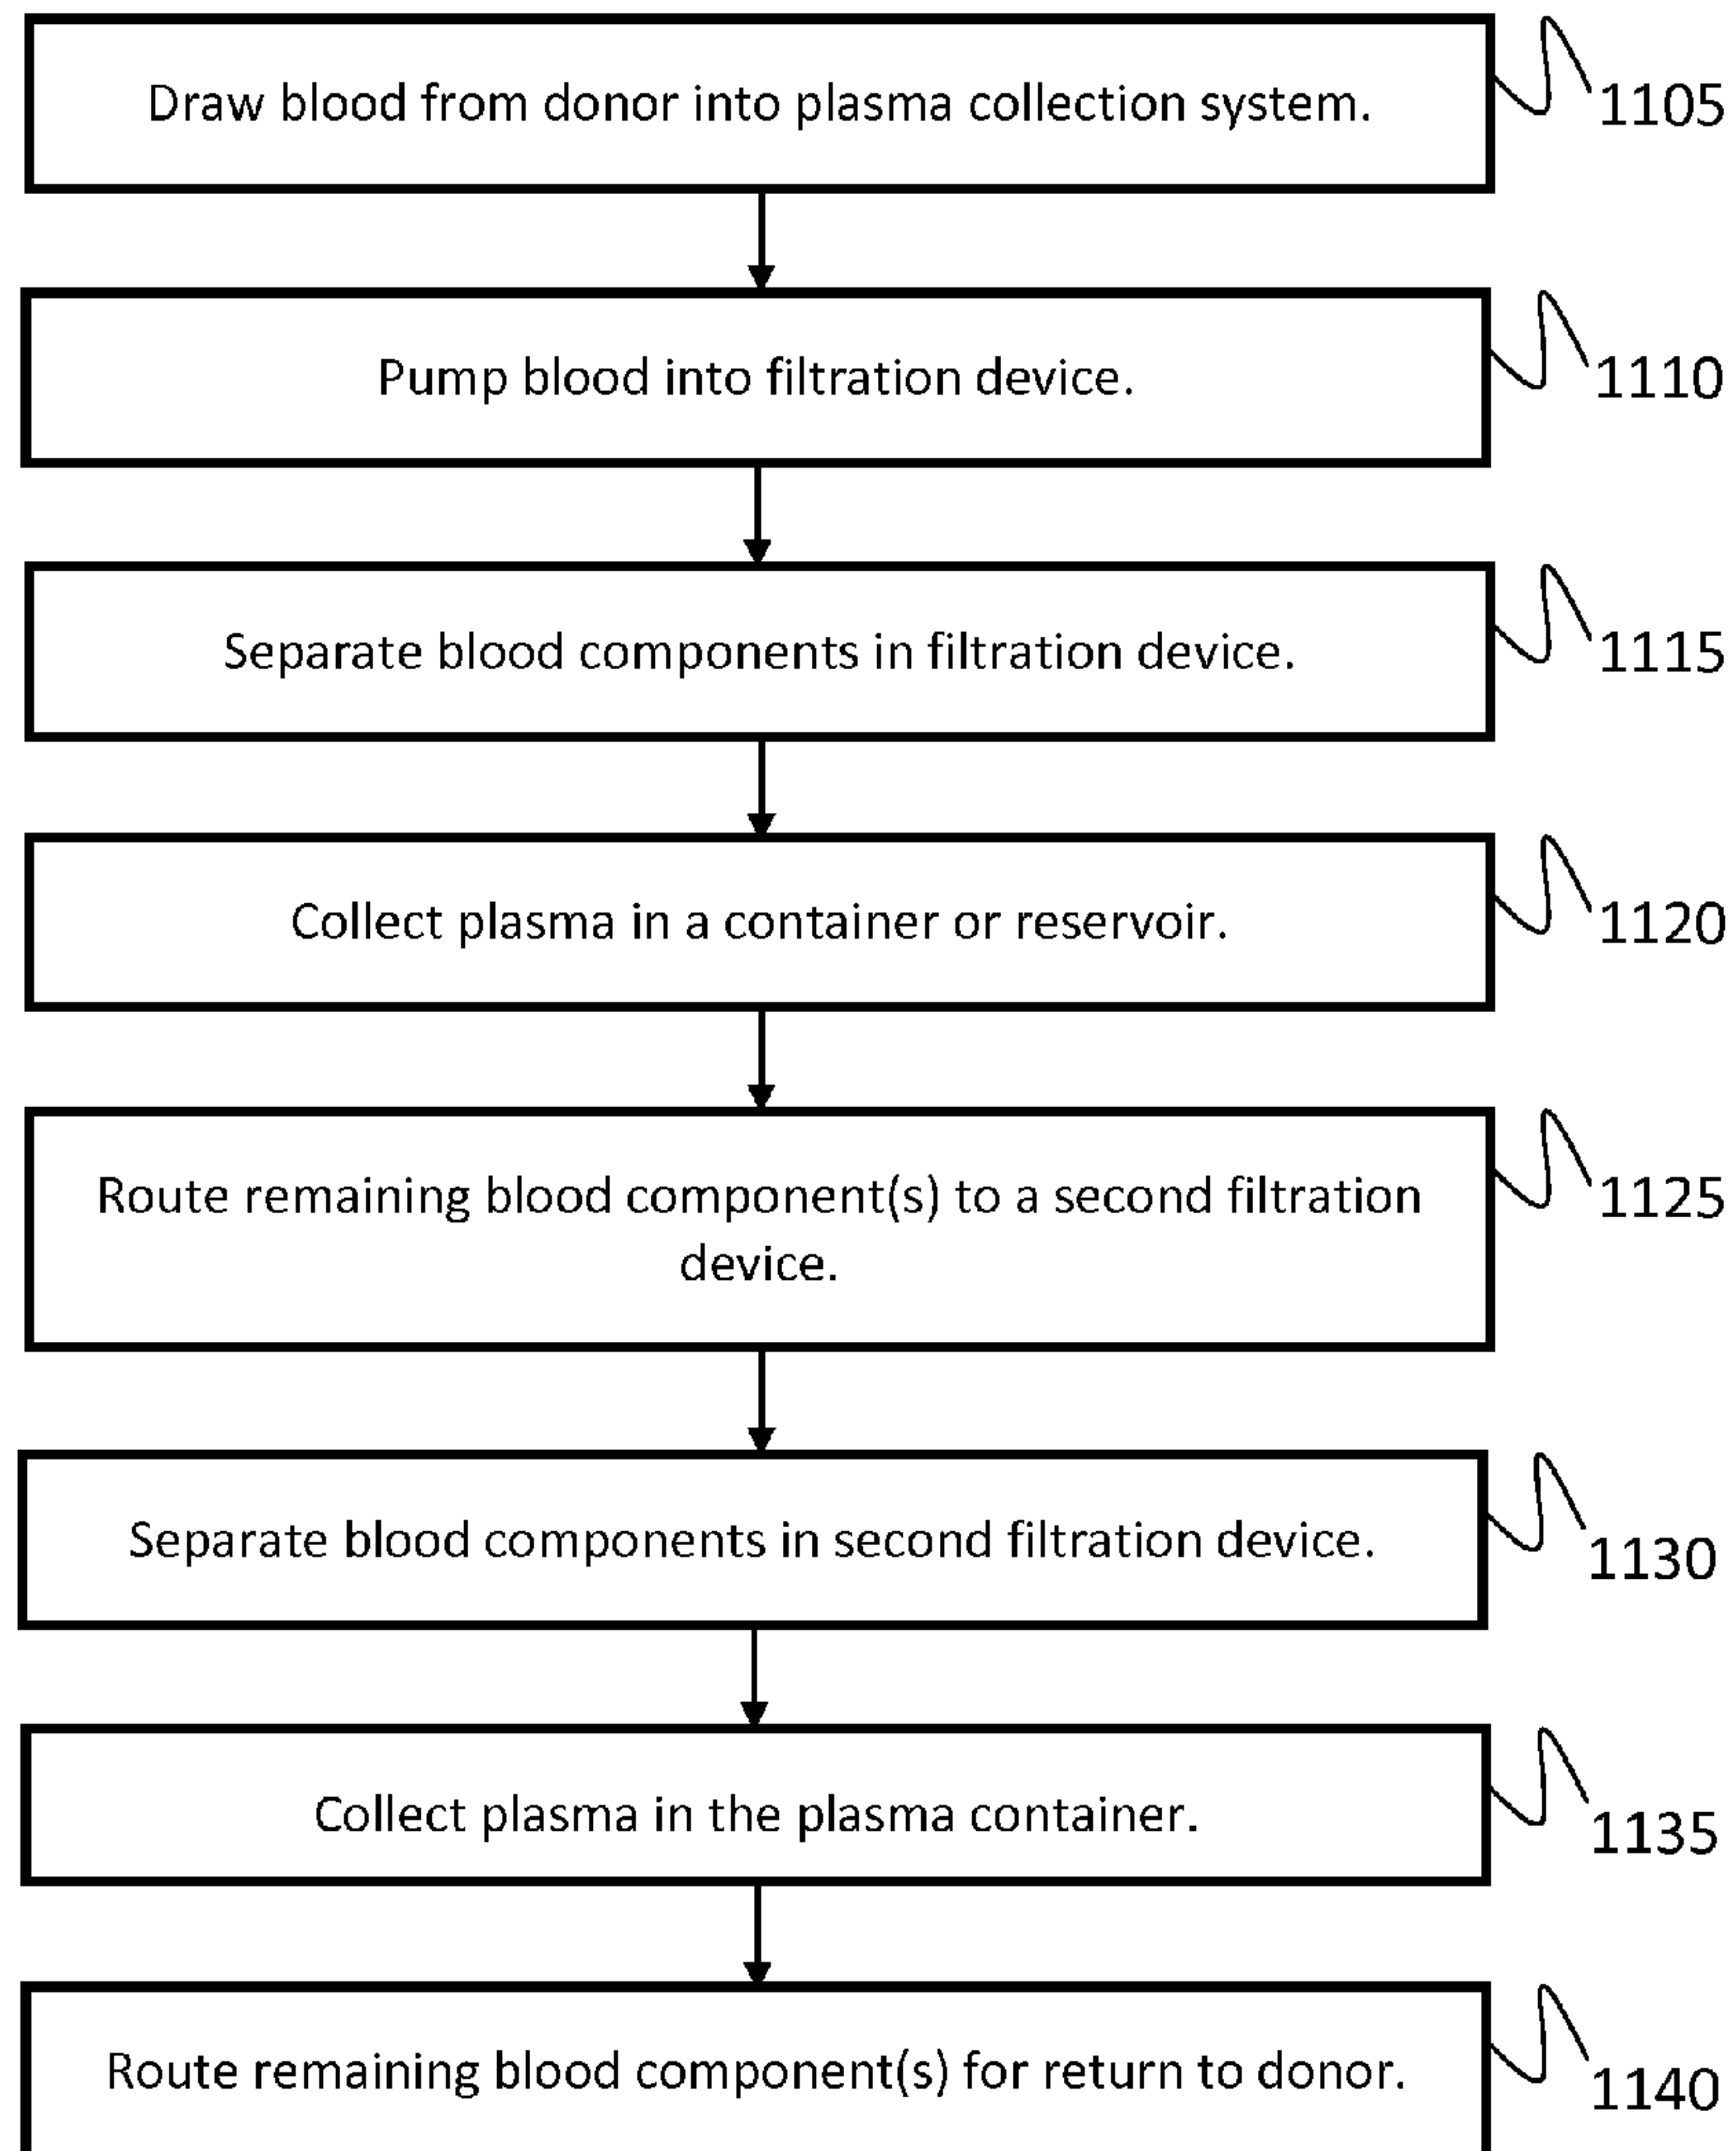 Draw blood from donor into plasma collection system.
1105
Pump blood into filtration device.
1110
Separate blood components in filtration device.
1115
Collect plasma in a container or reservoir.
1120
Route remaining blood component(s) to a second filtration
device.
1125
Separate blood components in second filtration device.
1130
Collect plasma in the plasma container.
1135
Route remaining blood component(s) for return to donor.
1140